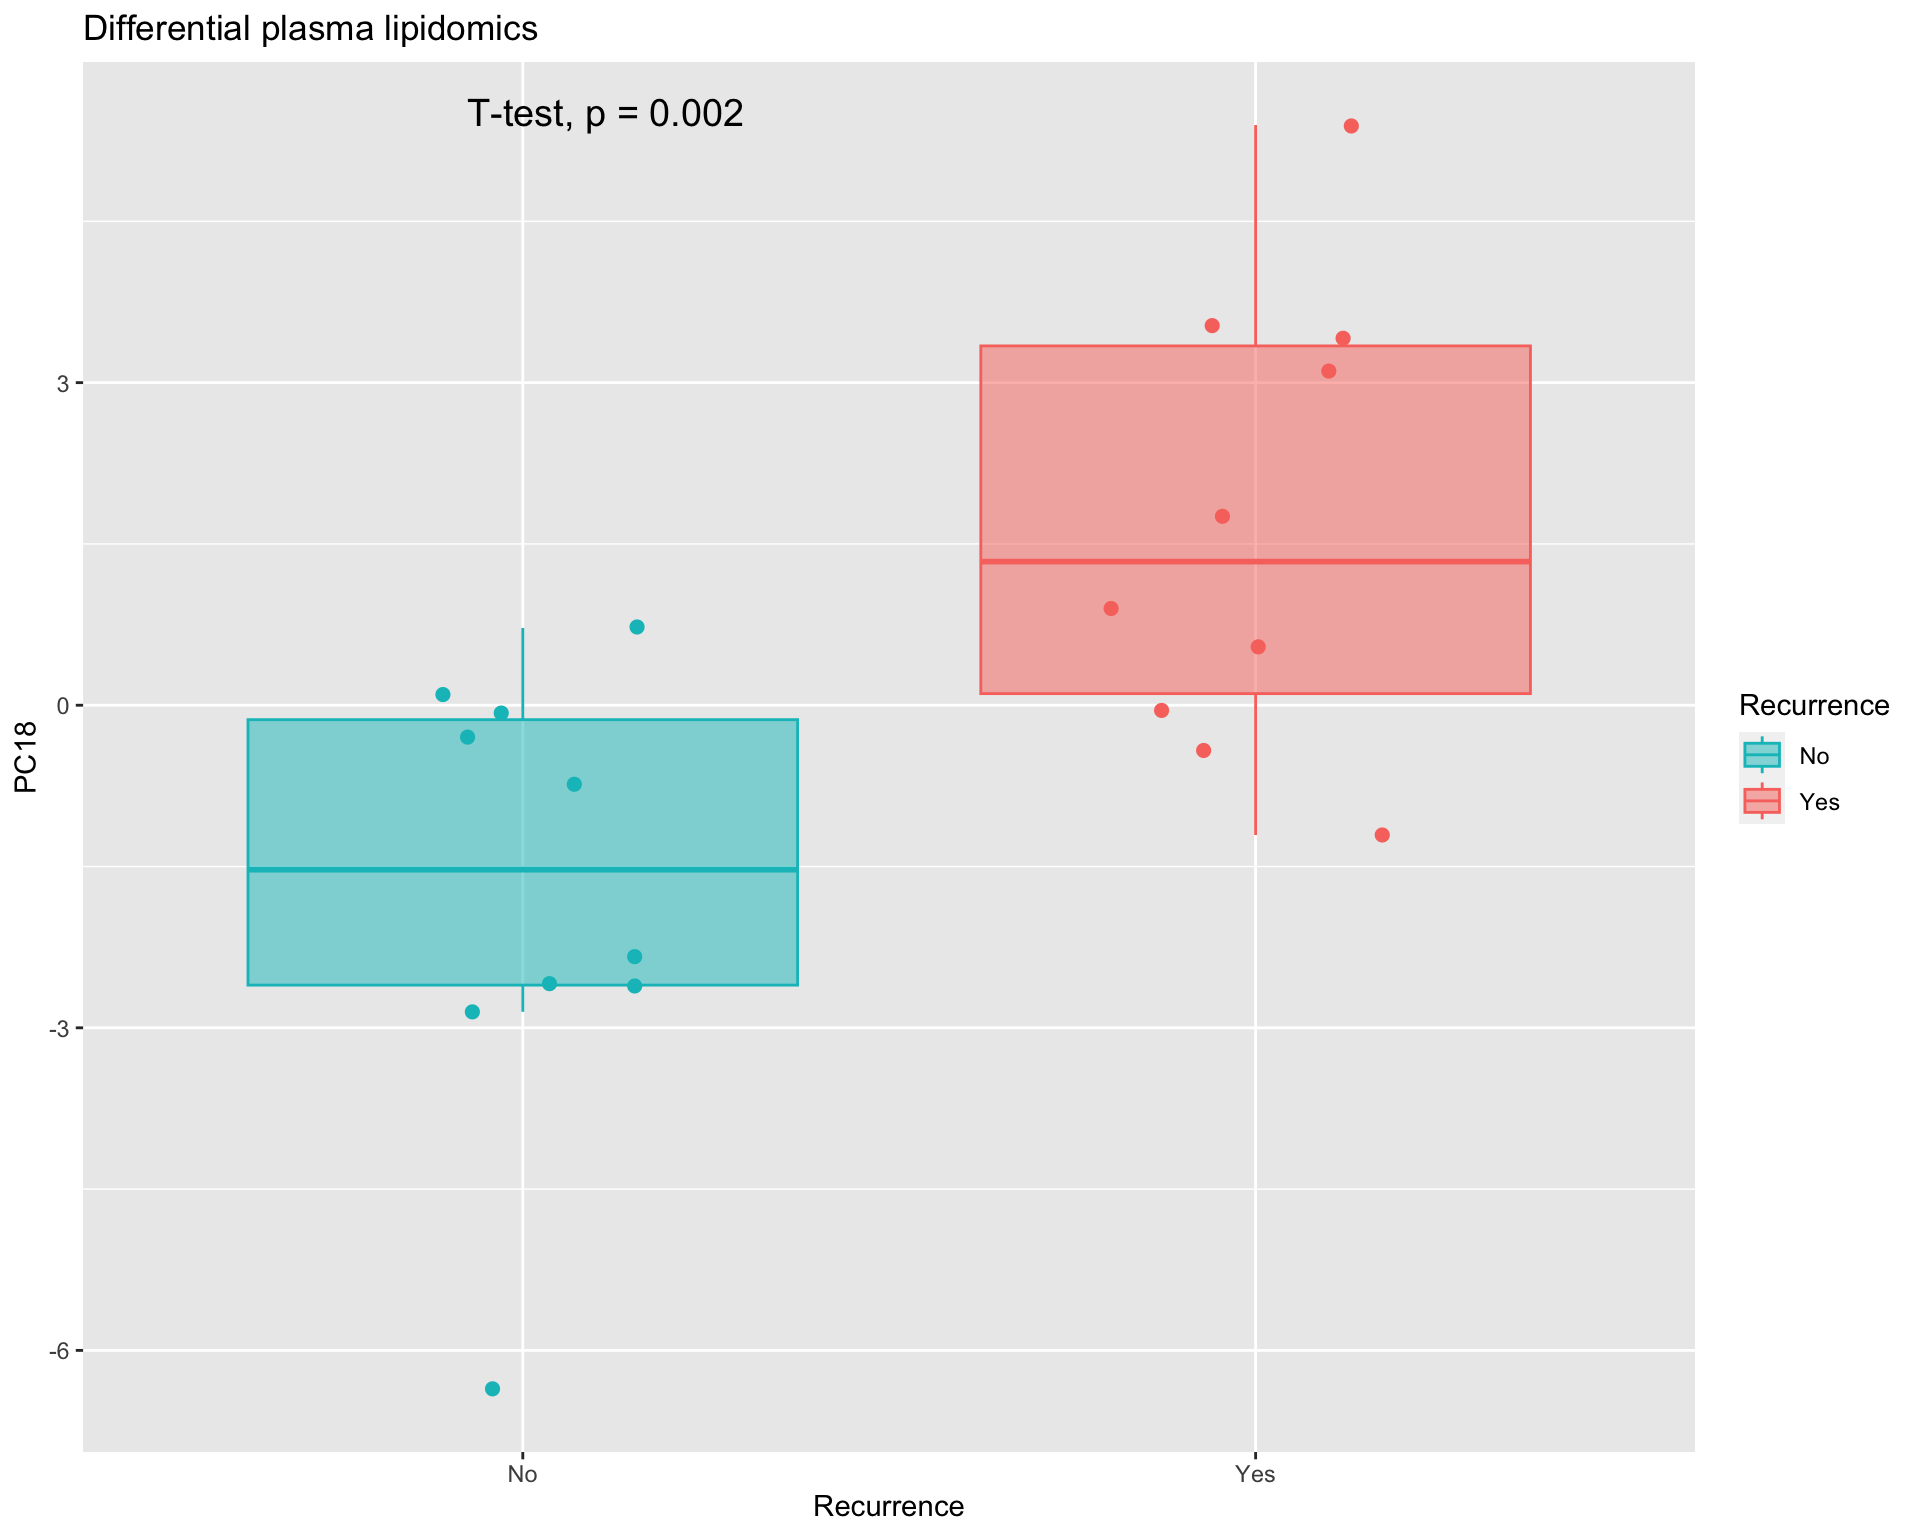 Differential plasma lipidomics
T-test, p = 0.002
3
0
-3
-6
PC18
No
Yes
Recurrence
Recurrence
No
Yes